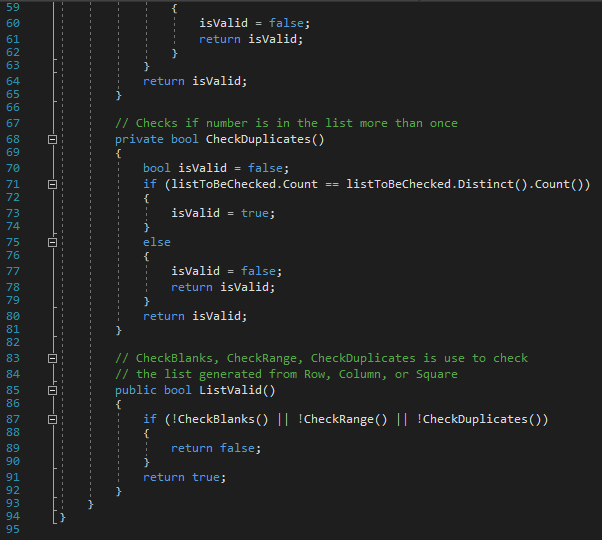 59 {
60 isValid = false;
61 return isValid;
62 }
63 }
64 return isValid;
65 }
66
67 // Checks if number is in the list more than once
68 private bool CheckDuplicates()
69 {
70 bool isValid = false;
71 if (listToBeChecked.Count == listToBeChecked.Distinct().Count())
72 {
73 isValid = true;
74 }
75 else
76 {
77 isValid = false;
78 return isValid;
79 }
80 return isValid;
81 }
82
83 // CheckBlanks, CheckRange, CheckDuplicates is use to check
84 // the list generated from Row, Column, or Square
85 public bool ListValid()
86 {
87 if (!CheckBlanks() || !CheckRange() || !CheckDuplicates())
88 {
89 return false;
90 }
91 return true;
92 }
93 }
94 }
95